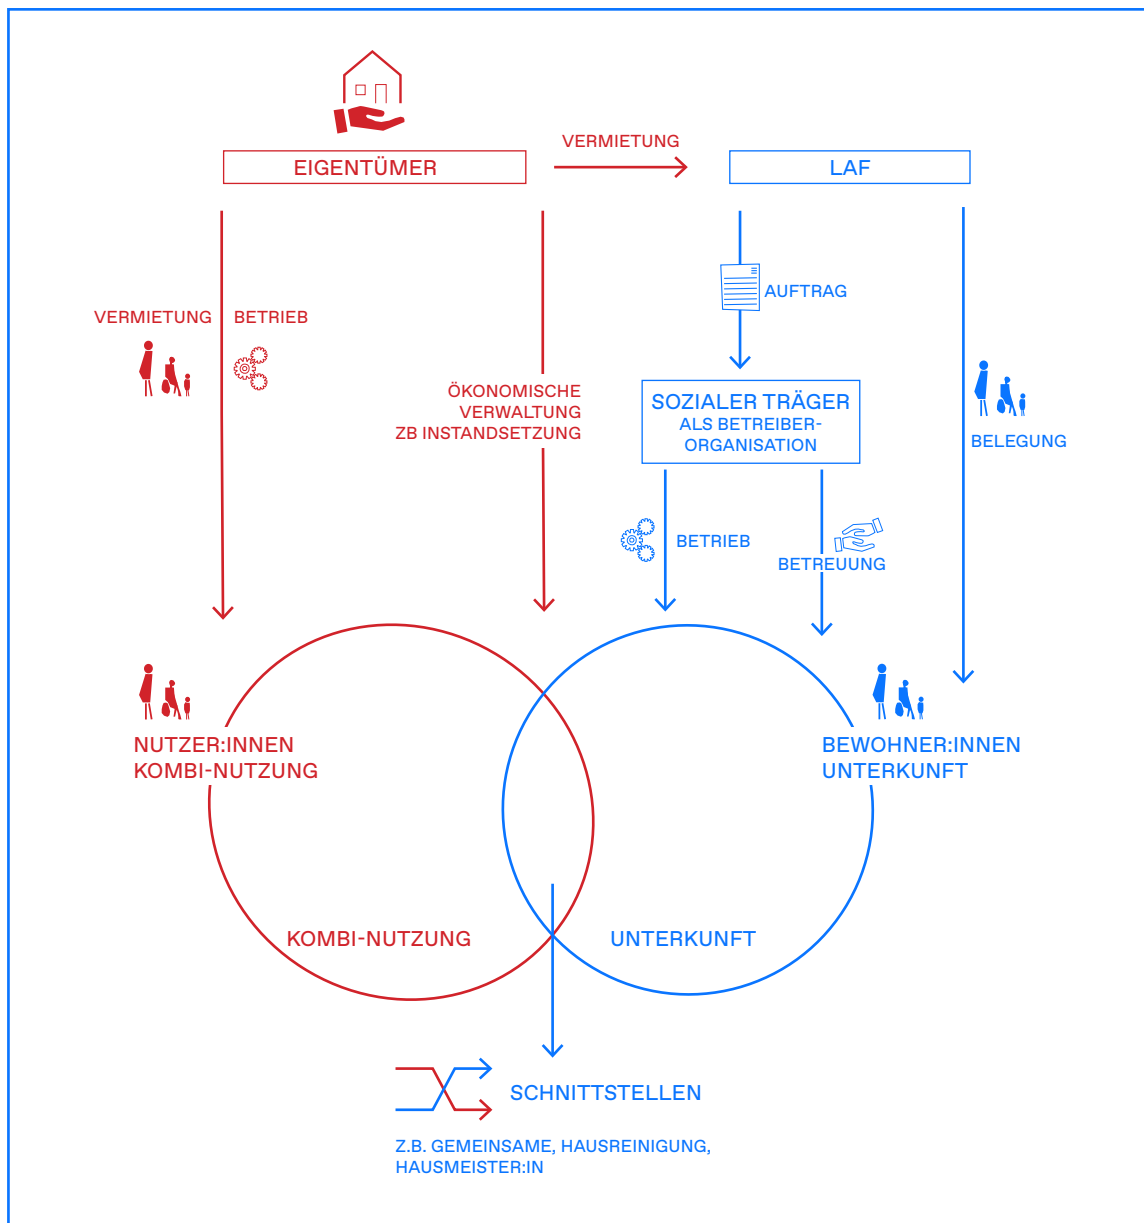 VERMIETUNG
EIGENTÜMER
LAF
AUFTRAG
VERMIETUNG
BETRIEB
ÖKONOMISCHE
VERWALTUNG
ZB INSTANDSETZUNG
SOZIALER TRÄGER
ALS BETREIBER-
ORGANISATION
BELEGUNG
BETRIEB
BETREUUNG
NUTZER:INNEN
KOMBI-NUTZUNG
BEWOHNER:INNEN
UNTERKUNFT
KOMBI-NUTZUNG
UNTERKUNFT
SCHNITTSTELLEN
Z.B. GEMEINSAME, HAUSREINIGUNG,
HAUSMEISTER:IN